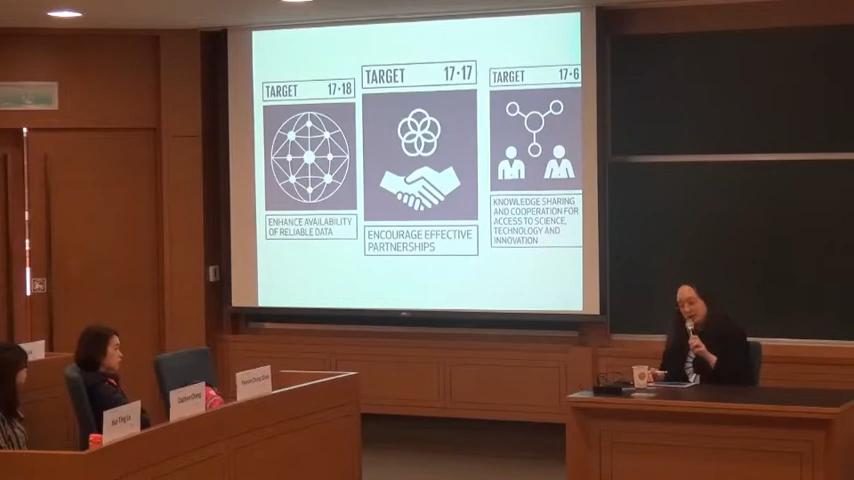 TARGET 17·18
ENHANCE AVAILABILITY
OF RELIABLE DATA
TARGET 17·17
ENCOURAGE EFFECTIVE
PARTNERSHIPS
TARGET 17·6
KNOWLEDGE SHARING
AND COOPERATION FOR
ACCESS TO SCIENCE,
TECHNOLOGY AND
INNOVATION